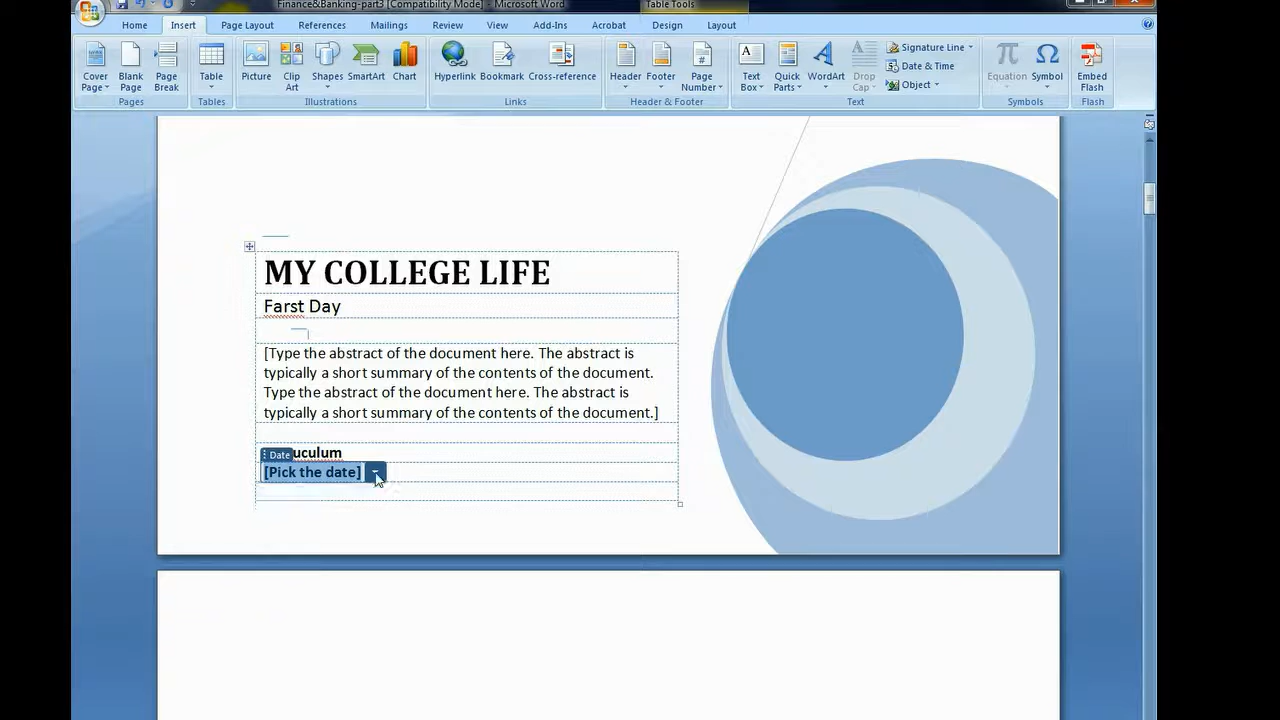 Finance&Banking-part3 [Compatibility Mode] - Microsoft Word
Table Tools
Home Insert Page Layout References Mailings Review View Add-Ins Acrobat Design Layout
Cover Page
Blank Page
Page Break
Table
Picture
Clip Art
Shapes
SmartArt
Chart
Hyperlink
Bookmark
Cross-reference
Header
Footer
Page Number
Text Box
Quick Parts
WordArt
Drop Cap
Signature Line
Date & Time
Object
Equation
Symbol
Embed Flash
Pages Tables Illustrations Links Header & Footer Text Symbols Flash
MY COLLEGE LIFE
Farst Day
[Type the abstract of the document here. The abstract is
typically a short summary of the contents of the document.
Type the abstract of the document here. The abstract is
typically a short summary of the contents of the document.]
Date uculum
[Pick the date]